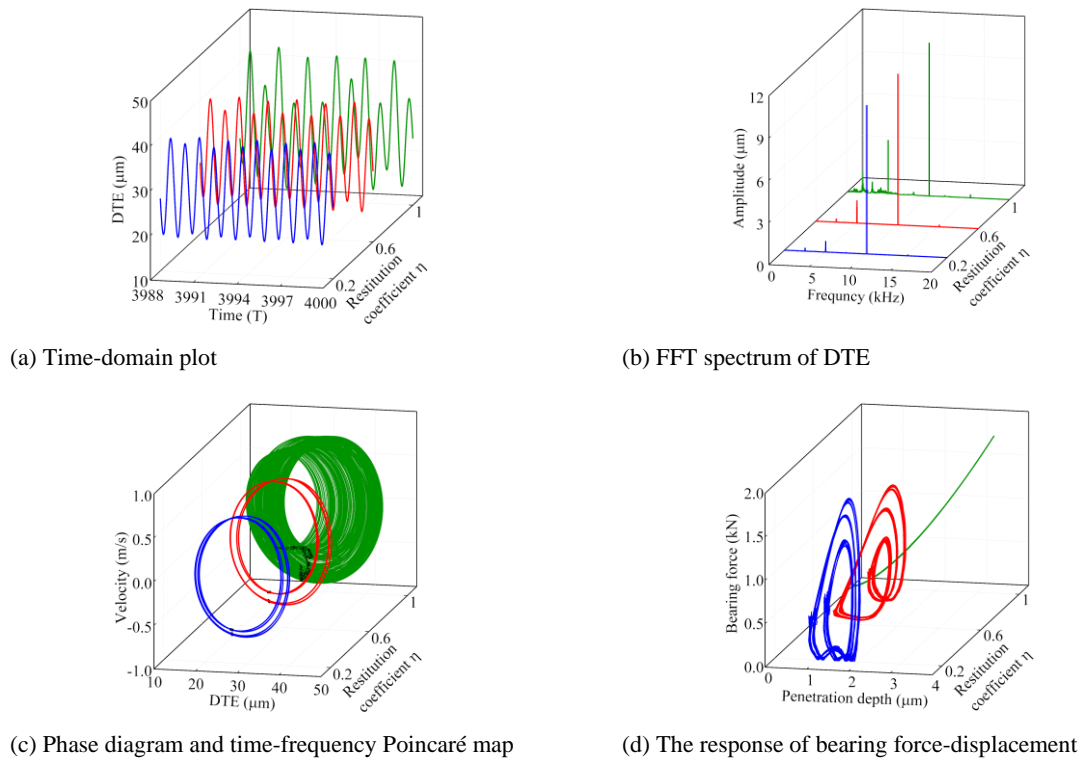 50
40
30
20
10
DTE (μm)
3988
3991
3994
3997
4000
Time (T)
0.2
0.6
1
Restitution
coefficient η
(a) Time-domain plot
12
9
6
3
0
Amplitude (μm)
0
5
10
15
20
Frequncy (kHz)
0.2
0.6
1
Restitution
coefficient η
(b) FFT spectrum of DTE
1.0
0.5
0.0
-0.5
-1.0
Velocity (m/s)
10
20
30
40
50
DTE (μm)
0.2
0.6
1
Restitution
coefficient η
(c) Phase diagram and time-frequency Poincaré map
2.0
1.5
1.0
0.5
0.0
Bearing force (kN)
0
1
2
3
4
Penetration depth (μm)
0.2
0.6
1
Restitution
coefficient η
(d) The response of bearing force-displacement